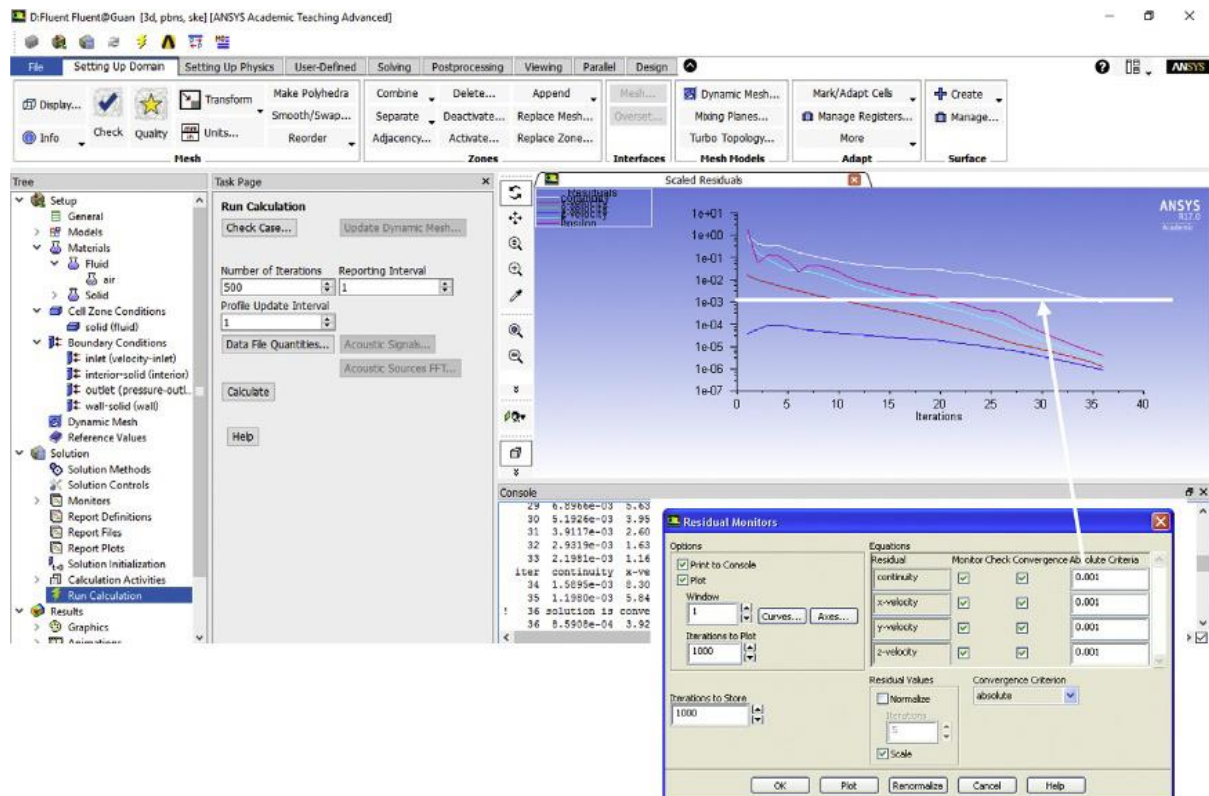 D:Fluent Fluent@Guan [3d, pbns, ske] [ANSYS Academic Teaching Advanced]
File Setting Up Domain Setting Up Physics User-Defined Solving Postprocessing Viewing Parallel Design ANSYS
Display... Transform Make Polyhedra Combine Delete... Append Mesh... Dynamic Mesh... Mark/Adapt Cells Create
Smooth/Swap... Separate Deactivate... Replace Mesh... Overset... Mixing Planes... Manage Registers... Manage...
Info Check Quality Units... Reorder Adjacency... Activate... Replace Zone... Turbo Topology... More
Mesh Zones Interfaces Mesh Models Adapt Surface
Tree
Setup
General
Models
Materials
Fluid
air
Solid
Cell Zone Conditions
solid (fluid)
Boundary Conditions
inlet (velocity-inlet)
interior-solid (interior)
outlet (pressure-outl..
wall-solid (wall)
Dynamic Mesh
Reference Values
Solution
Solution Methods
Solution Controls
Monitors
Report Definitions
Report Files
Report Plots
Solution Initialization
Calculation Activities
Run Calculation
Results
Graphics
Animations
Task Page
Run Calculation
Check Case... Update Dynamic Mesh...
Number of Iterations Reporting Interval
500 1
Profile Update Interval
1
Data File Quantities... Acoustic Signals...
Acoustic Sources FFT...
Calculate
Help
Scaled Residuals
Residuals
continuity
epsilon
ANSYS
R17.0
Academic
1e+01
1e+00
1e-01
1e-02
1e-03
1e-04
1e-05
1e-06
1e-07
0 5 10 15 20 25 30 35 40
Iterations
Console
29 6.8966e-03 5.63
30 5.1926e-03 3.95
31 3.9117e-03 2.60
32 2.9319e-03 1.63
33 2.1981e-03 1.16
iter continuity x-ve
34 1.5895e-03 8.30
35 1.1980e-03 5.84
! 36 solution is conve
36 8.5908e-04 3.92
Residual Monitors
Options
Print to Console
Plot
Window
1 Curves... Axes...
Iterations to Plot
1000
Iterations to Store
1000
Equations
Residual Monitor Check Convergence Absolute Criteria
continuity 0.001
x-velocity 0.001
y-velocity 0.001
z-velocity 0.001
Residual Values Convergence Criterion
Normalize absolute
Iterations
5
Scale
OK Plot Renormalize Cancel Help